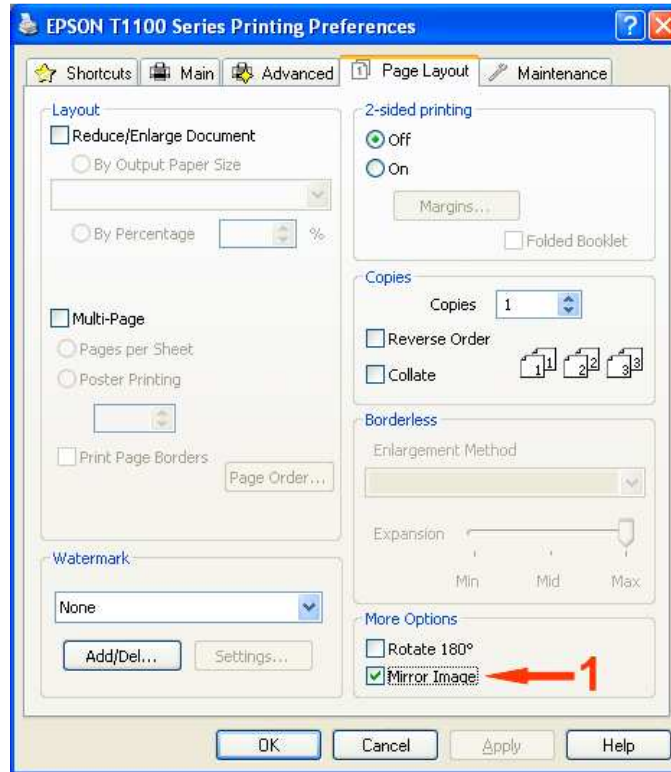 EPSON T1100 Series Printing Preferences
Shortcuts Main Advanced 1 Page Layout Maintenance
Layout
Reduce/Enlarge Document
By Output Paper Size
By Percentage %
Multi-Page
Pages per Sheet
Poster Printing
Print Page Borders
Page Order...
Watermark
None
Add/Del... Settings...
2-sided printing
Off
On
Margins...
Folded Booklet
Copies
Copies 1
Reverse Order
Collate
1 1 2 2 3 3
Borderless
Enlargement Method
Expansion
Min Mid Max
More Options
Rotate 180°
Mirror Image 1
OK Cancel Apply Help